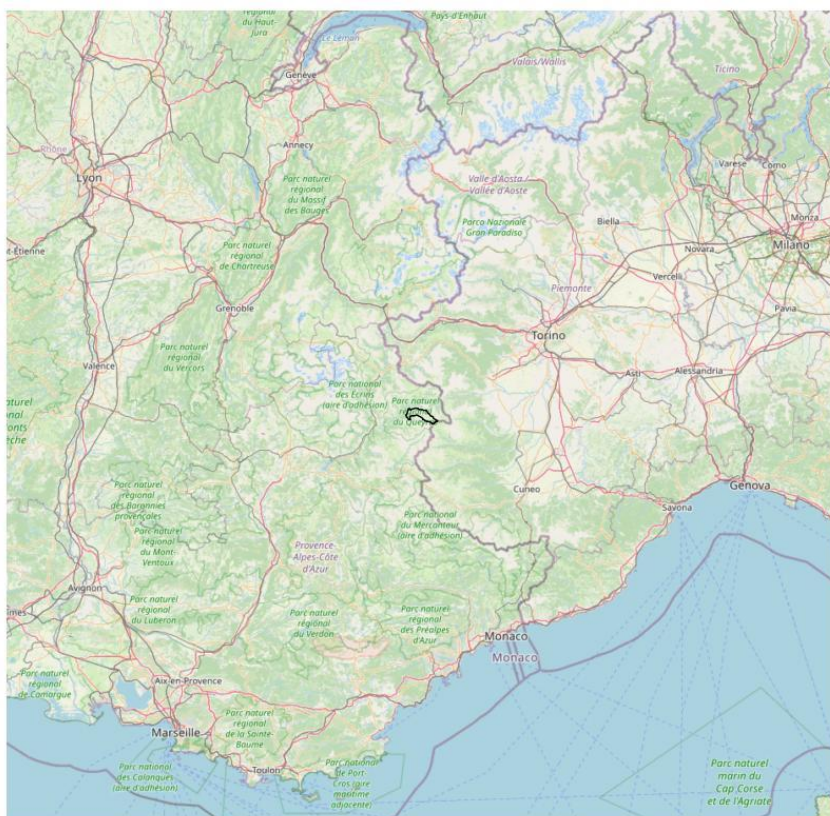 régional
du Haut-
Jura
Pays-d'Enhaut
Le Léman
Genève
Valais/Wallis
Ticino
Rhône
Annecy
Varese
Como
Lyon
Parc naturel
régional
du Massif
des Bauges
Valle d'Aosta /
Vallée d'Aoste
Monza
Parco Nazionale
Gran Paradiso
Biella
Milano
Novara
t-Étienne
Parc naturel
régional
de Chartreuse
Vercelli
Piemonte
Pavia
Grenoble
Torino
Parc naturel
régional
du Vercors
Valence
Asti
Alessandria
Parc national
des Écrins
(aire d'adhésion)
Parc naturel
Parc naturel
régional
des Baronnies
provençales
Cuneo
Genova
Savona
Parc national
du Mercantour
(aire d'adhésion)
Parc naturel
régional
du Mont-
Ventoux
Provence-
Alpes-Côte
d'Azur
Avignon
Parc naturel
régional
du Luberon
Parc naturel
régional
du Verdon
Parc naturel
régional
des Préalpes
d'Azur
Monaco
Monaco
Parc naturel
régional
de Camargue
Aix-en-Provence
Parc naturel
régional
de la Sainte-
Baume
Marseille
Parc national
des Calanques
(aire d'adhésion)
Toulon
Parc national
de Port
Cros (aire
maritime
adjacente)
Parc naturel
marin du
Cap Corse
et de l'Agriate